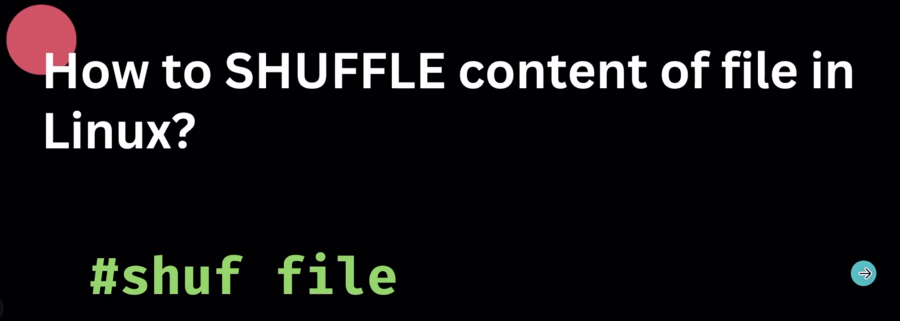 How to SHUFFLE content of file in
Linux?
#shuf file